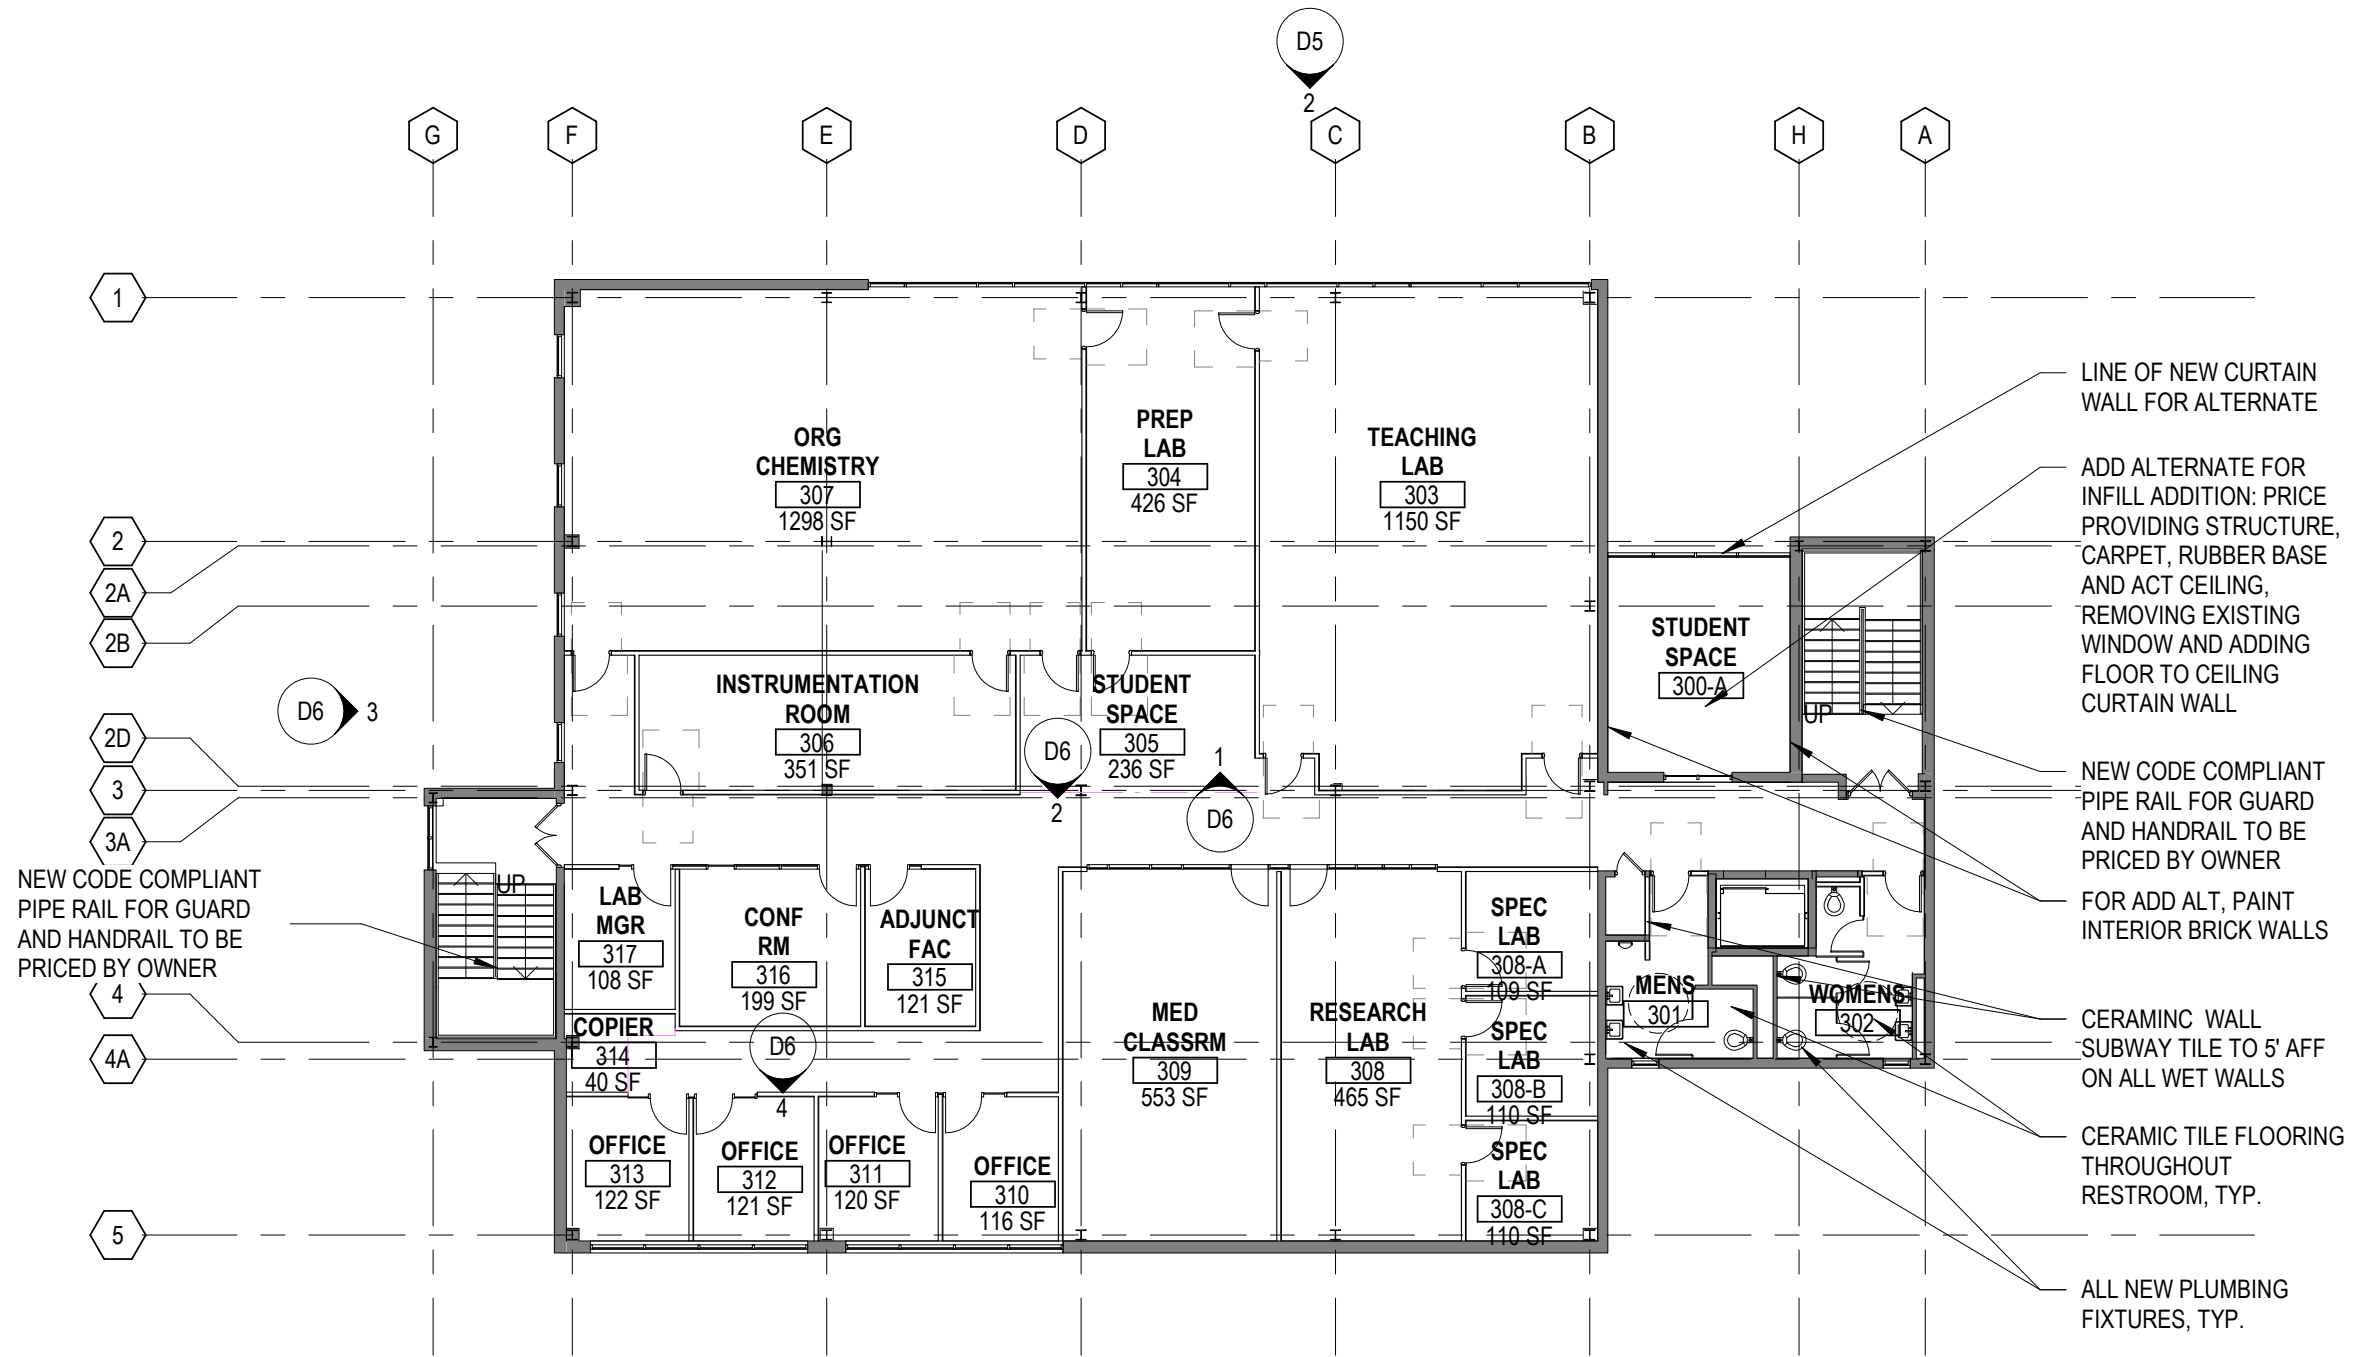 D5
2
G
F
E
D
C
B
H
A
1
2
2A
2B
2D
3
3A
4
4A
5
D6
3
ORG
CHEMISTRY
307
1298 SF
PREP
LAB
304
426 SF
TEACHING
LAB
303
1150 SF
INSTRUMENTATION
ROOM
306
351 SF
STUDENT
SPACE
305
236 SF
D6
2
1
D6
STUDENT
SPACE
300-A
UP
UP
LAB
MGR
317
108 SF
CONF
RM
316
199 SF
ADJUNCT
FAC
315
121 SF
COPIER
314
40 SF
D6
4
OFFICE
313
122 SF
OFFICE
312
121 SF
OFFICE
311
120 SF
OFFICE
310
116 SF
MED
CLASSRM
309
553 SF
RESEARCH
LAB
308
465 SF
SPEC
LAB
308-A
109 SF
SPEC
LAB
308-B
110 SF
SPEC
LAB
308-C
110 SF
MENS
301
WOMENS
302
NEW CODE COMPLIANT
PIPE RAIL FOR GUARD
AND HANDRAIL TO BE
PRICED BY OWNER
LINE OF NEW CURTAIN
WALL FOR ALTERNATE
ADD ALTERNATE FOR
INFILL ADDITION: PRICE
PROVIDING STRUCTURE,
CARPET, RUBBER BASE
AND ACT CEILING,
REMOVING EXISTING
WINDOW AND ADDING
FLOOR TO CEILING
CURTAIN WALL
NEW CODE COMPLIANT
PIPE RAIL FOR GUARD
AND HANDRAIL TO BE
PRICED BY OWNER
FOR ADD ALT, PAINT
INTERIOR BRICK WALLS
CERAMINC WALL
SUBWAY TILE TO 5' AFF
ON ALL WET WALLS
CERAMIC TILE FLOORING
THROUGHOUT
RESTROOM, TYP.
ALL NEW PLUMBING
FIXTURES, TYP.